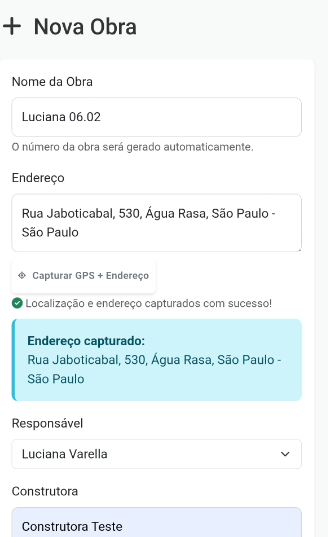 + Nova Obra
Nome da Obra
Luciana 06.02
O número da obra será gerado automaticamente.
Endereço
Rua Jaboticabal, 530, Água Rasa, São Paulo -
São Paulo
Capturar GPS + Endereço
Localização e endereço capturados com sucesso!
Endereço capturado:
Rua Jaboticabal, 530, Água Rasa, São Paulo -
São Paulo
Responsável
Luciana Varella
Construtora
Construtora Teste